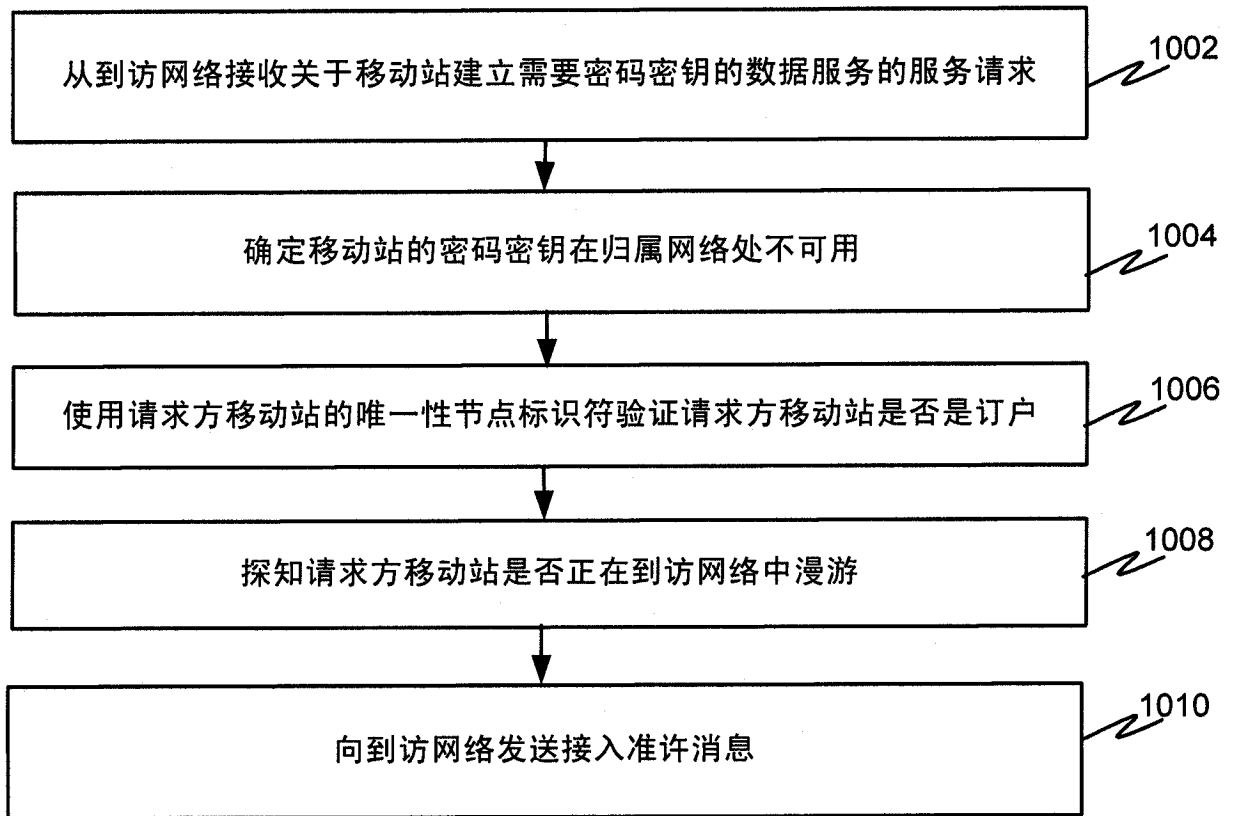 从到访网络接收关于移动站建立需要密码密钥的数据服务的服务请求
1002
确定移动站的密码密钥在归属网络处不可用
1004
使用请求方移动站的唯一性节点标识符验证请求方移动站是否是订户
1006
探知请求方移动站是否正在到访网络中漫游
1008
向到访网络发送接入准许消息
1010